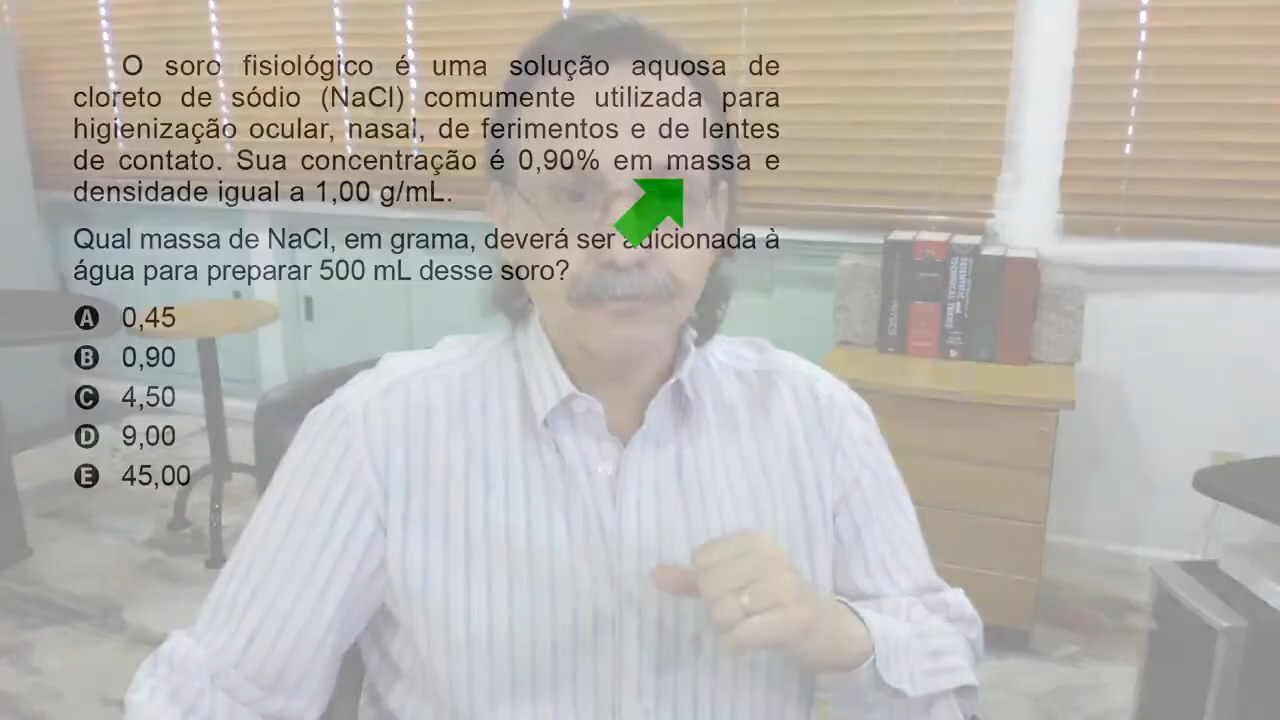 O soro fisiológico é uma solução aquosa de
cloreto de sódio (NaCl) comumente utilizada para
higienização ocular, nasal, de ferimentos e de lentes
de contato. Sua concentração é 0,90% em massa e
densidade igual a 1,00 g/mL.
Qual massa de NaCl, em grama, deverá ser adicionada à
água para preparar 500 mL desse soro?
A 0,45
B 0,90
C 4,50
D 9,00
E 45,00